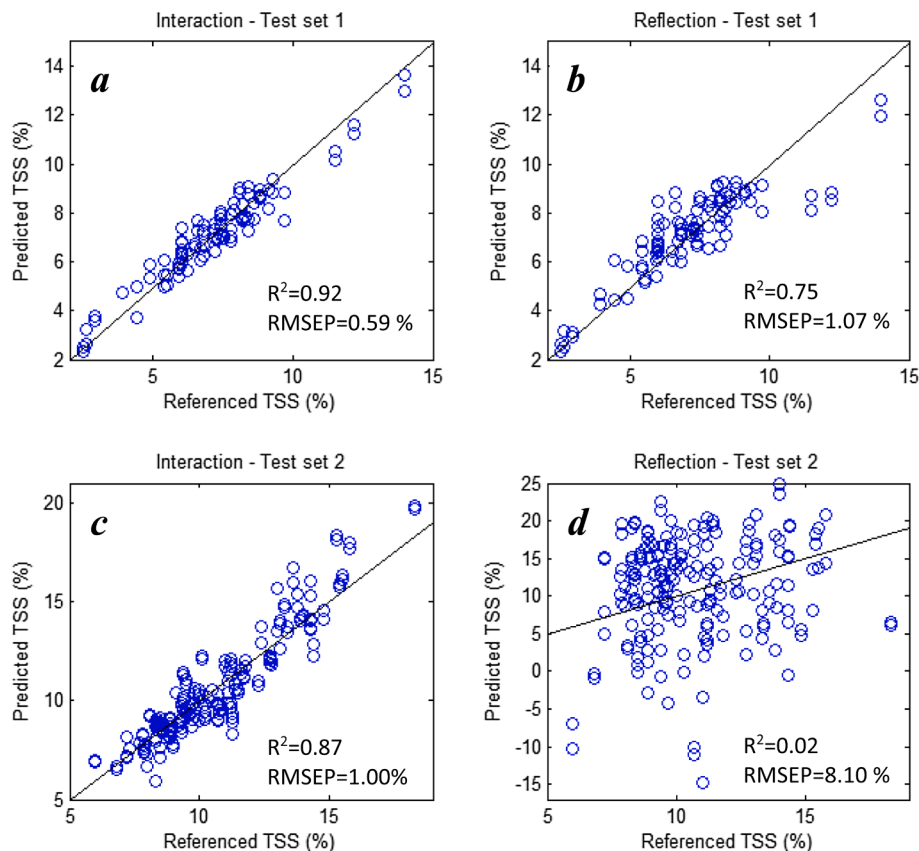 Interaction - Test set 1
a
14
12
10
8
6
4
2
5
10
15
Predicted TSS (%)
R²=0.92
RMSEP=0.59 %
Referenced TSS (%)
Reflection - Test set 1
b
14
12
10
8
6
4
2
5
10
15
Predicted TSS (%)
R²=0.75
RMSEP=1.07 %
Referenced TSS (%)
Interaction - Test set 2
c
20
15
10
5
5
10
15
Predicted TSS (%)
R²=0.87
RMSEP=1.00%
Referenced TSS (%)
Reflection - Test set 2
d
25
20
15
10
5
0
-5
-10
-15
5
10
15
Predicted TSS (%)
R²=0.02
RMSEP=8.10 %
Referenced TSS (%)